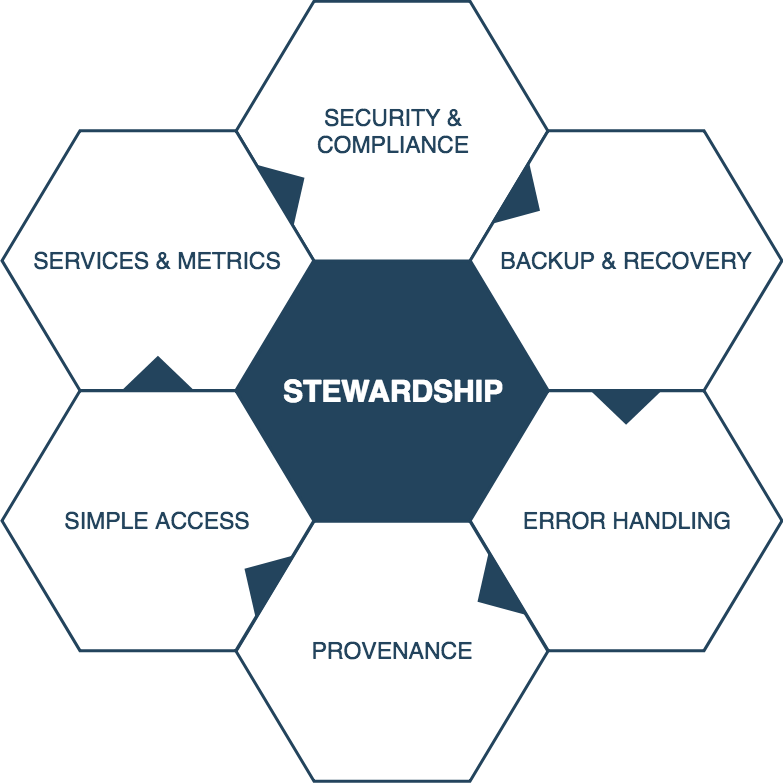 SECURITY &
COMPLIANCE
SERVICES & METRICS
BACKUP & RECOVERY
STEWARDSHIP
SIMPLE ACCESS
ERROR HANDLING
PROVENANCE